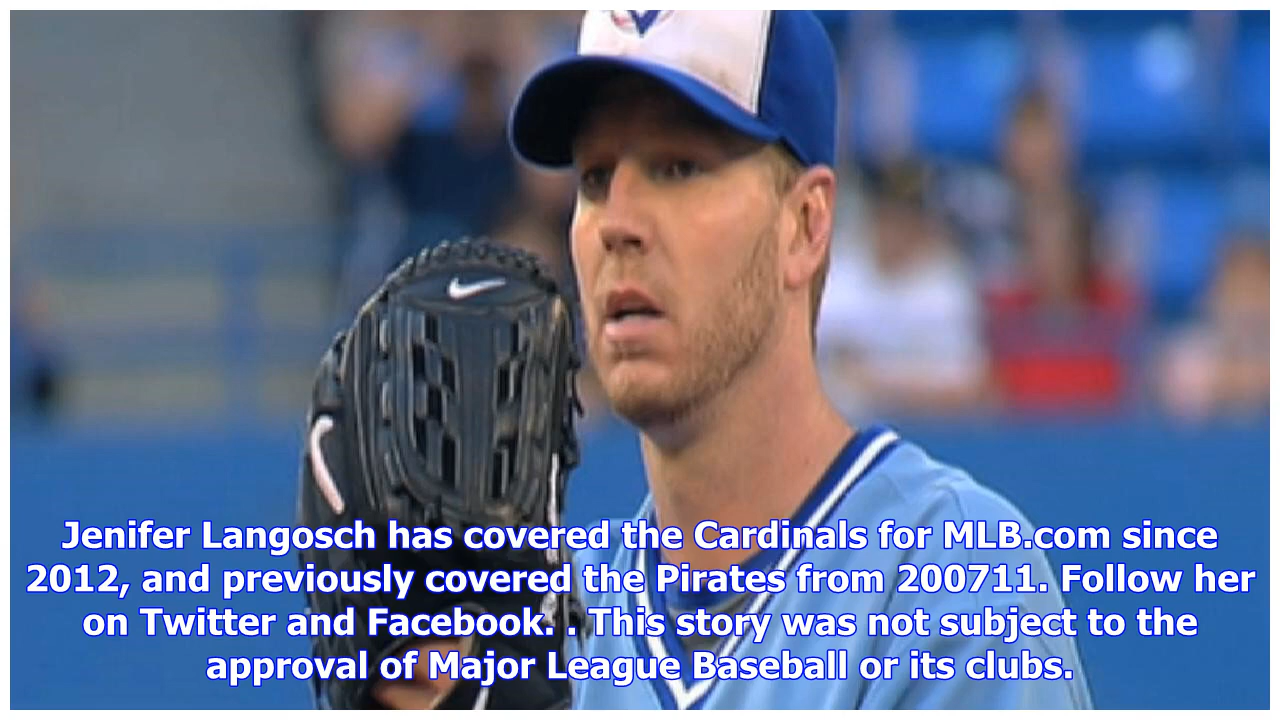 Jenifer Langosch has covered the Cardinals for MLB.com since
2012, and previously covered the Pirates from 200711. Follow her
on Twitter and Facebook. . This story was not subject to the
approval of Major League Baseball or its clubs.